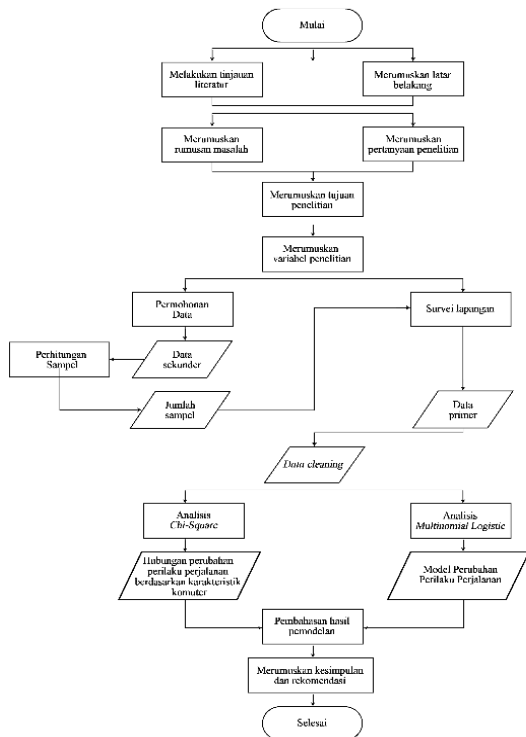 Mulai
Melakukan tinjauan
literatur
Merumuskan latar
belakang
Merumuskan
rumusan masalah
Merumuskan
pertanyaan penelitian
Merumuskan tujuan
penelitian
Merumuskan
variabel penelitian
Permohonan
Data
Survei lapangan
Perhitungan
Sampel
Data
sekunder
Jumlah
sampel
Data
primer
Data cleaning
Analisis
Chi-Square
Analisis
Multinomial Logistic
Hubungan perubahan
perilaku perjalanan
berdasarkan karakteristik
komuter
Model Perubahan
Perilaku Perjalanan
Pembahasan hasil
pemodelan
Merumuskan kesimpulan
dan rekomendasi
Selesai